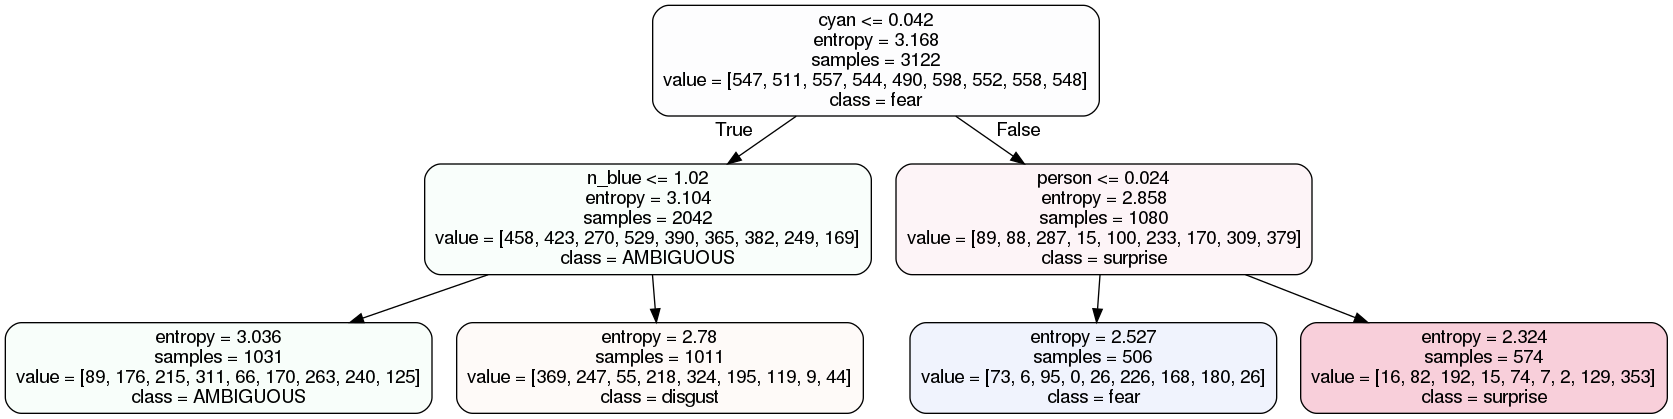 cyan <= 0.042
entropy = 3.168
samples = 3122
value = [547, 511, 557, 544, 490, 598, 552, 558, 548]
class = fear
True
False
n_blue <= 1.02
entropy = 3.104
samples = 2042
value = [458, 423, 270, 529, 390, 365, 382, 249, 169]
class = AMBIGUOUS
person <= 0.024
entropy = 2.858
samples = 1080
value = [89, 88, 287, 15, 100, 233, 170, 309, 379]
class = surprise
entropy = 3.036
samples = 1031
value = [89, 176, 215, 311, 66, 170, 263, 240, 125]
class = AMBIGUOUS
entropy = 2.78
samples = 1011
value = [369, 247, 55, 218, 324, 195, 119, 9, 44]
class = disgust
entropy = 2.527
samples = 506
value = [73, 6, 95, 0, 26, 226, 168, 180, 26]
class = fear
entropy = 2.324
samples = 574
value = [16, 82, 192, 15, 74, 7, 2, 129, 353]
class = surprise